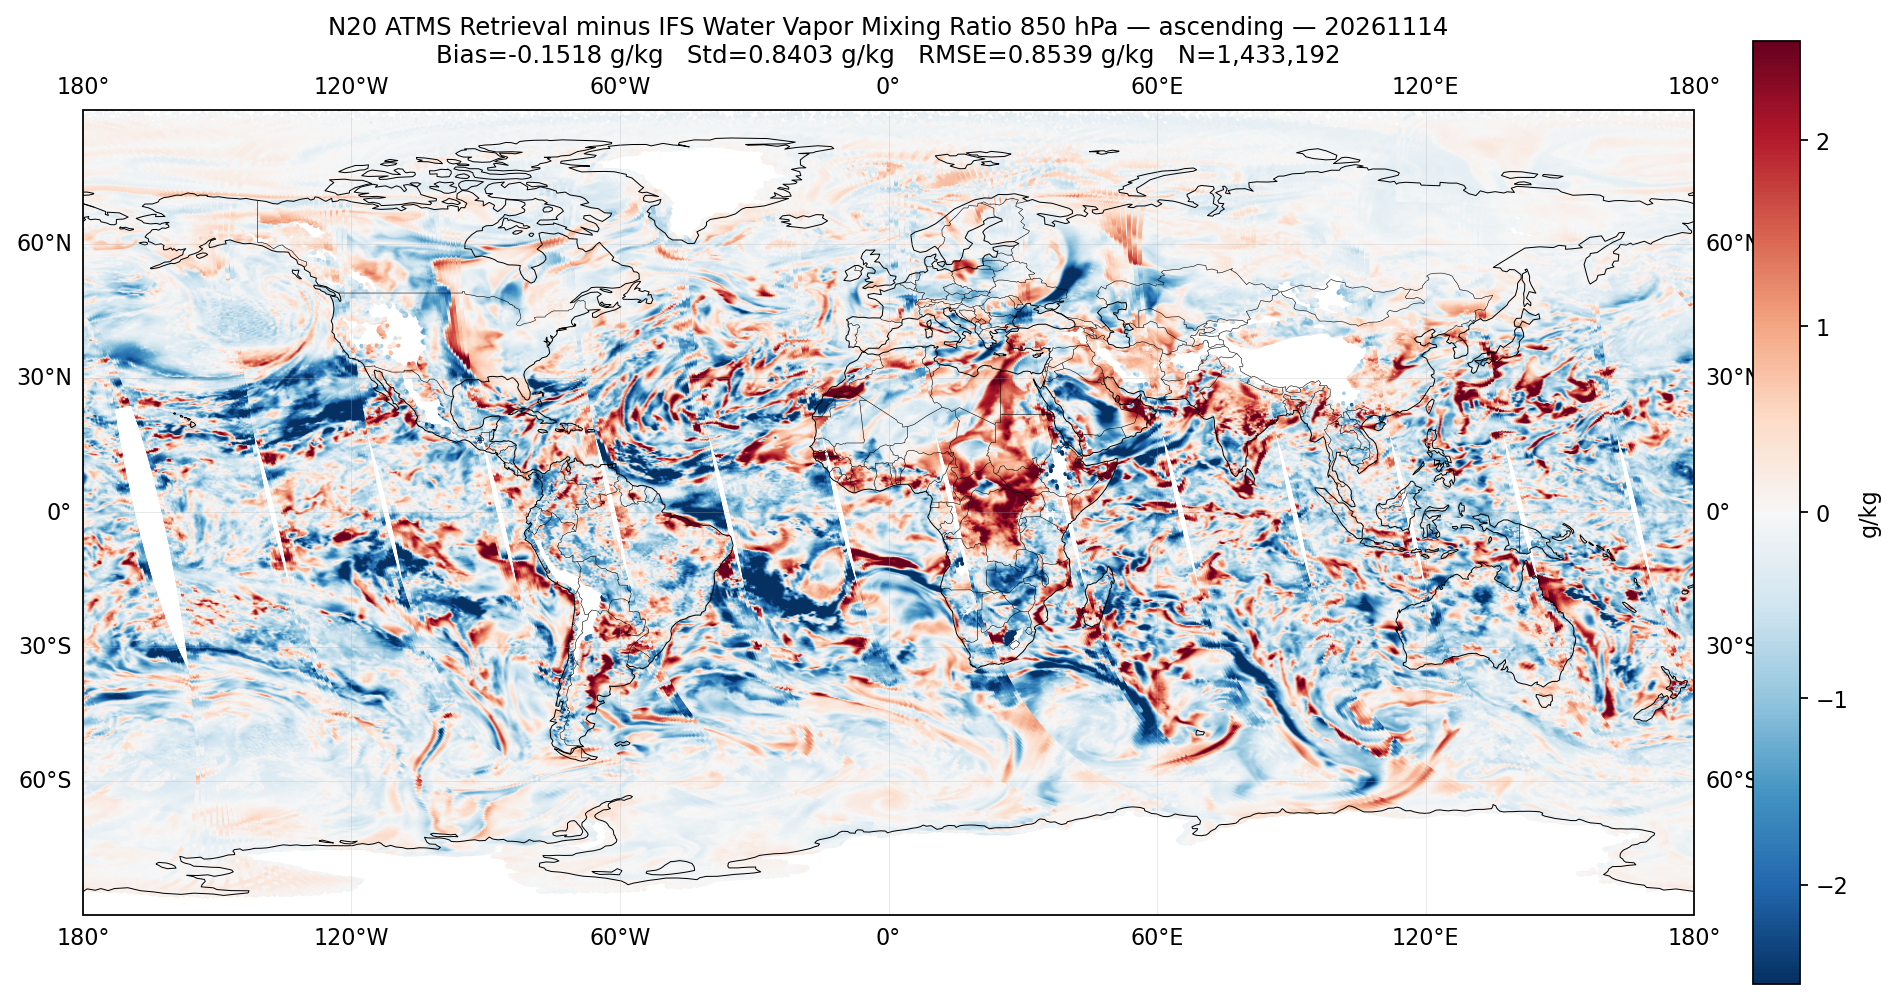 N20 ATMS Retrieval minus IFS Water Vapor Mixing Ratio 850 hPa — ascending — 20261114
Bias=-0.1518 g/kg   Std=0.8403 g/kg   RMSE=0.8539 g/kg   N=1,433,192
180° 120°W 60°W 0° 60°E 120°E 180°
60°N 60°N
30°N 30°N
0° 0°
30°S 30°S
60°S 60°S
180° 120°W 60°W 0° 60°E 120°E 180°
2
1
0
−1
−2
g/kg